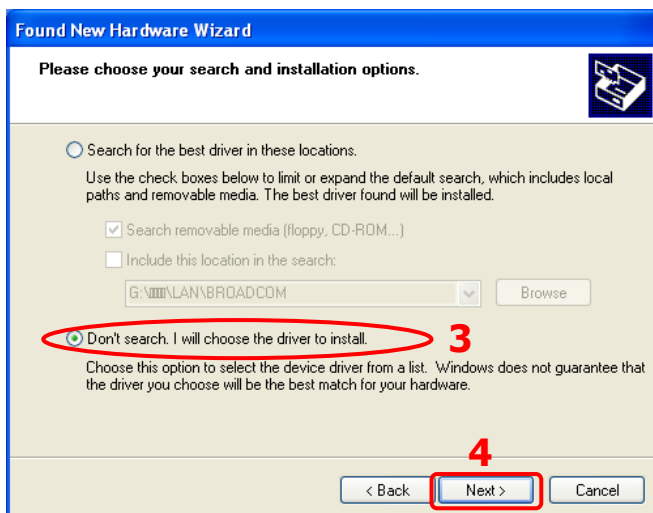 Found New Hardware Wizard
Please choose your search and installation options.
Search for the best driver in these locations.
Use the check boxes below to limit or expand the default search, which includes local
paths and removable media. The best driver found will be installed.
Search removable media (floppy, CD-ROM...)
Include this location in the search:
G:\\LAN\BROADCOM
Browse
Don't search. I will choose the driver to install.
3
Choose this option to select the device driver from a list. Windows does not guarantee that
the driver you choose will be the best match for your hardware.
4
< Back
Next >
Cancel